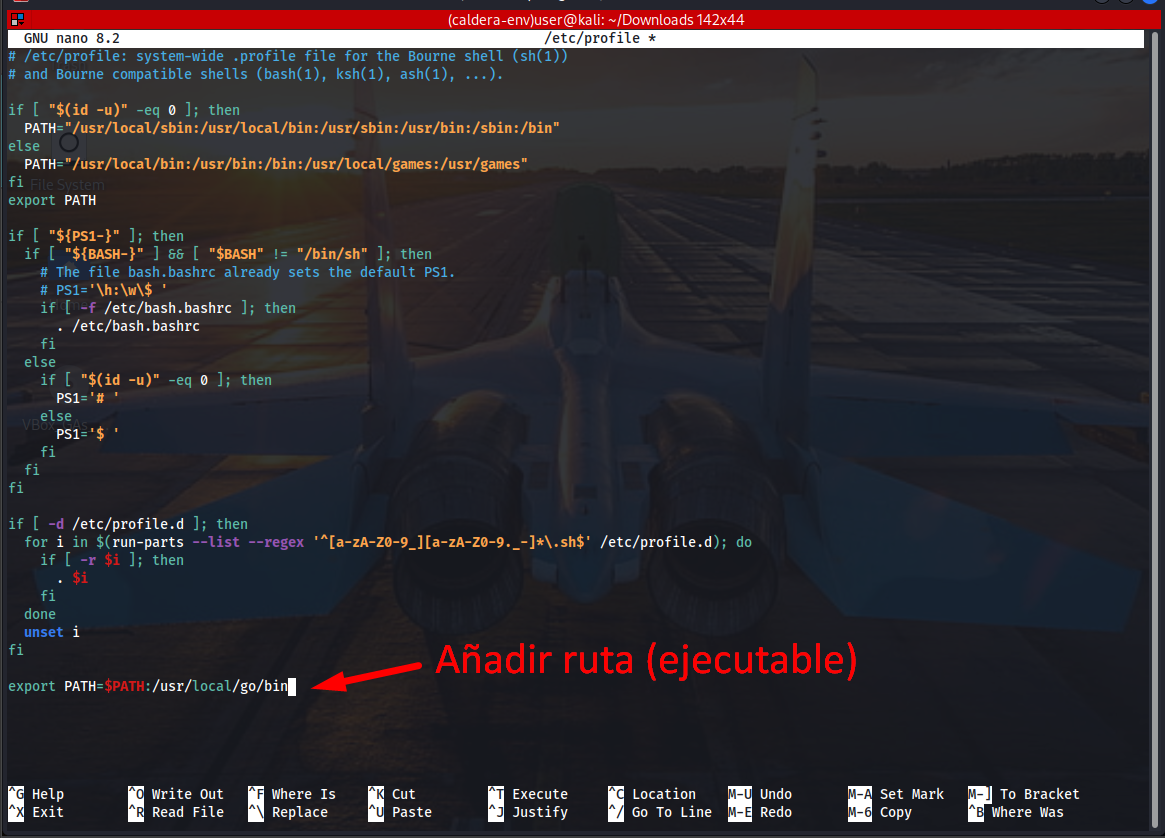 (caldera-env)user@kali: ~/Downloads 142x44
GNU nano 8.2 /etc/profile *
# /etc/profile: system-wide .profile file for the Bourne shell (sh(1))
# and Bourne compatible shells (bash(1), ksh(1), ash(1), ...).
if [ "$(id -u)" -eq 0 ]; then
  PATH="/usr/local/sbin:/usr/local/bin:/usr/sbin:/usr/bin:/sbin:/bin"
else
  PATH="/usr/local/bin:/usr/bin:/bin:/usr/local/games:/usr/games"
fi
File System
export PATH
if [ "${PS1-}" ]; then
  if [ "${BASH-}" ] && [ "$BASH" != "/bin/sh" ]; then
    # The file bash.bashrc already sets the default PS1.
    # PS1='\h:\w\$ '
    if [ -f /etc/bash.bashrc ]; then
      . /etc/bash.bashrc
    fi
  else
    if [ "$(id -u)" -eq 0 ]; then
      PS1='# '
    else
      PS1='$ '
    fi
  fi
fi
if [ -d /etc/profile.d ]; then
  for i in $(run-parts --list --regex '^[a-zA-Z0-9_][a-zA-Z0-9._-]*\.sh$' /etc/profile.d); do
    if [ -r $i ]; then
      . $i
    fi
  done
  unset i
fi
Añadir ruta (ejecutable)
export PATH=$PATH:/usr/local/go/bin
^G Help ^O Write Out ^F Where Is ^K Cut ^T Execute ^C Location M-U Undo M-A Set Mark M-] To Bracket
^X Exit ^R Read File ^\ Replace ^U Paste ^J Justify ^/ Go To Line M-E Redo M-6 Copy ^B Where Was